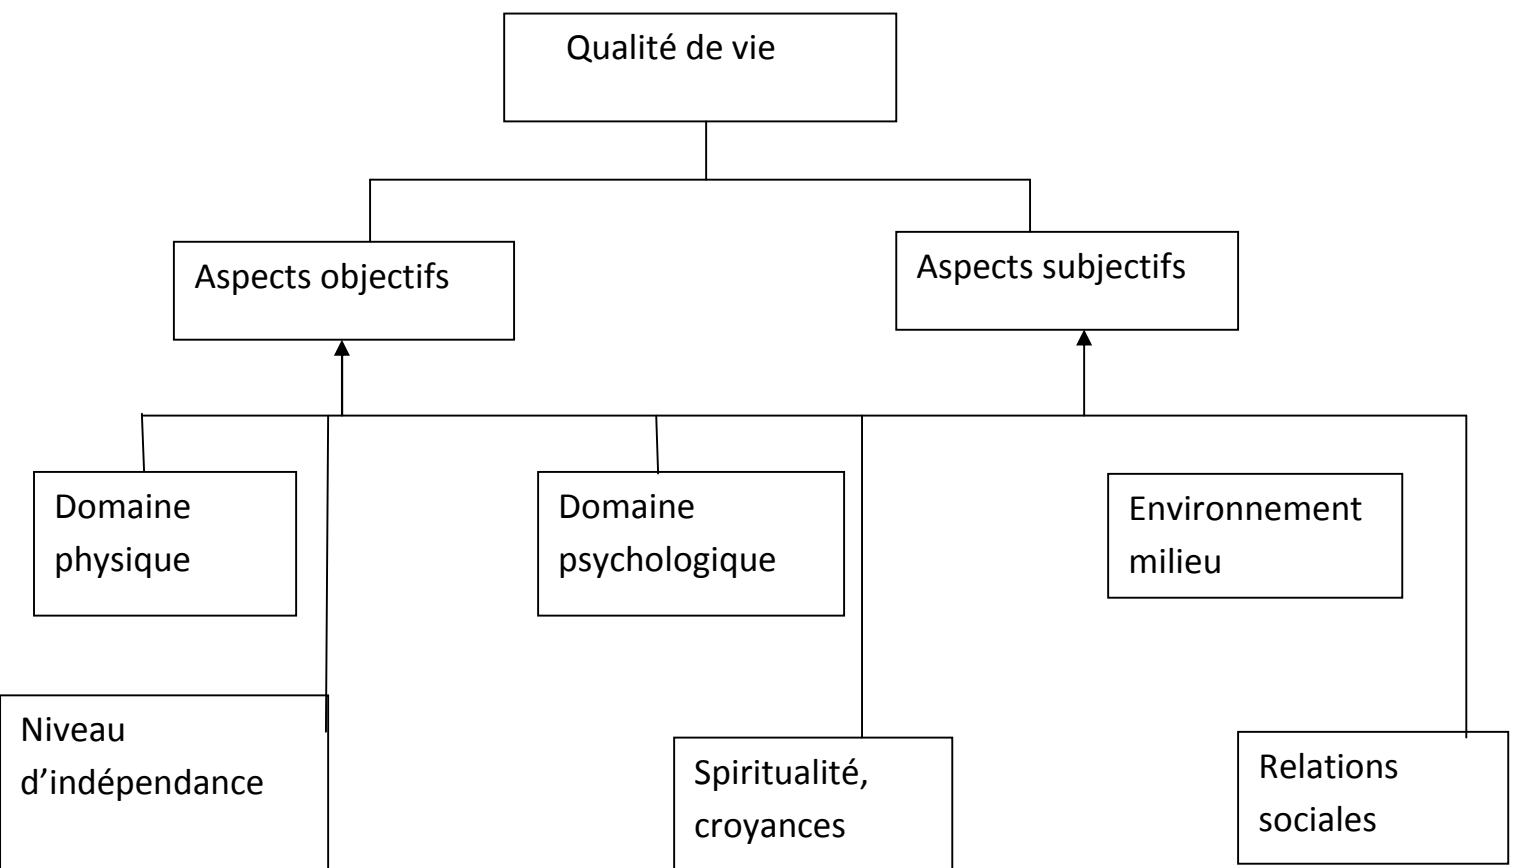 Qualité de vie
Aspects objectifs
Aspects subjectifs
Domaine
physique
Domaine
psychologique
Environnement
milieu
Niveau
d’indépendance
Spiritualité,
croyances
Relations
sociales